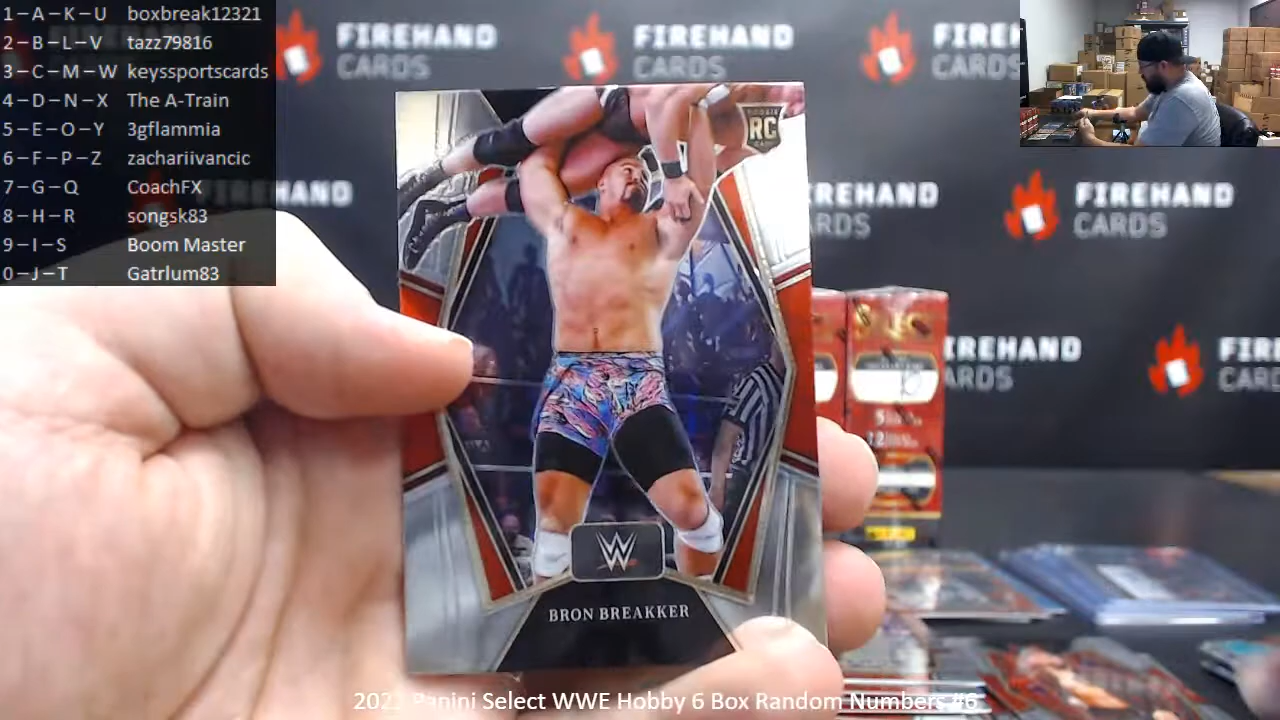 1-A-K-U boxbreak12321
2-B-L-V tazz79816
3-C-M-W keyssportscards
4-D-N-X The A-Train
5-E-O-Y 3gflammia
6-F-P-Z zachariivancic
7-G-Q CoachFX
8-H-R songsk83
9-I-S Boom Master
0-J-T Gatrlum83
FIREHAND
CARDS
FIREHAND
CARDS
FIREHAND
CARDS
FIREHAND
CARDS
FIREHAND
CARDS
RC
W
BRON BREAKKER
Panini Select WWE Hobby 6 Box Random Numbers #6